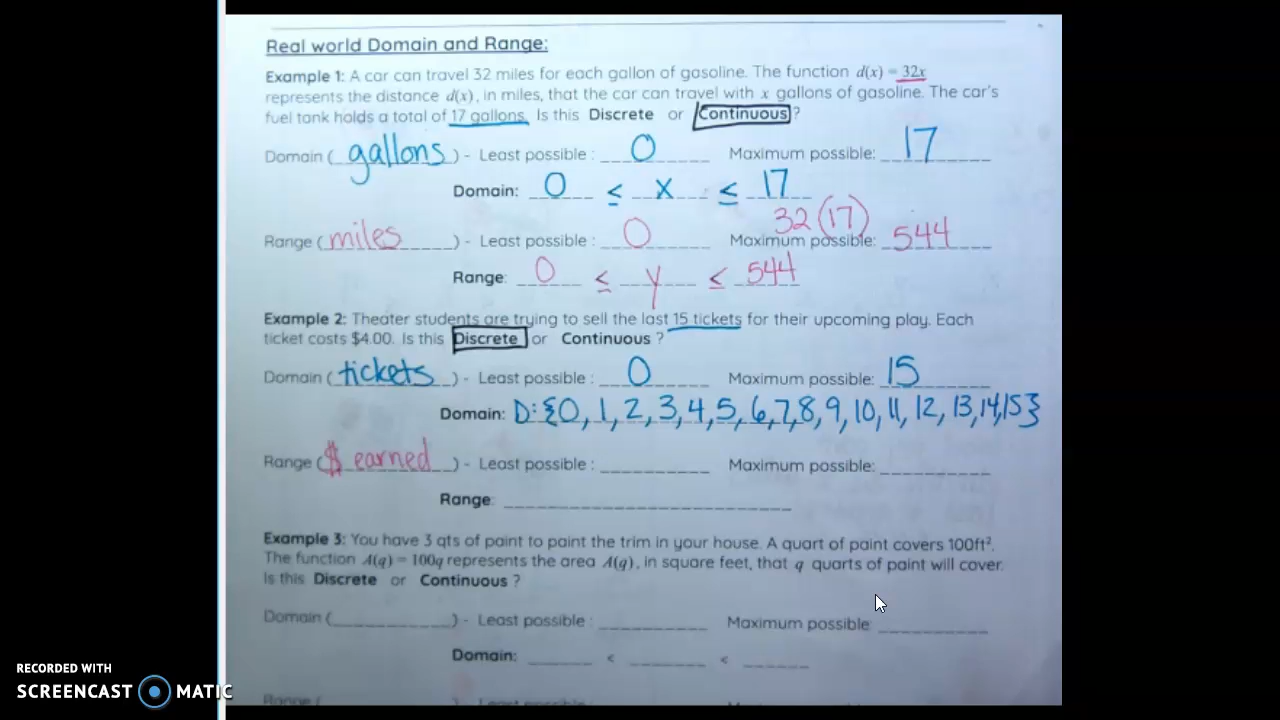 Real world Domain and Range:
Example 1: A car can travel 32 miles for each gallon of gasoline. The function d(x) = 32x
represents the distance d(x), in miles, that the car can travel with x gallons of gasoline. The car's
fuel tank holds a total of 17 gallons. Is this Discrete or Continuous?
Domain (gallons) - Least possible : 0 Maximum possible: 17
Domain: 0 ≤ x ≤ 17
32 (17)
Range (miles) - Least possible : 0 Maximum possible: 544
Range: 0 ≤ y ≤ 544
Example 2: Theater students are trying to sell the last 15 tickets for their upcoming play. Each
ticket costs $4.00. Is this Discrete or Continuous ?
Domain (tickets) - Least possible : 0 Maximum possible: 15
Domain: D: {0, 1, 2, 3, 4, 5, 6, 7, 8, 9, 10, 11, 12, 13, 14, 15}
Range ($ earned) - Least possible : Maximum possible:
Range:
Example 3: You have 3 qts of paint to paint the trim in your house. A quart of paint covers 100ft².
The function A(q) = 100q represents the area A(q), in square feet, that q quarts of paint will cover.
Is this Discrete or Continuous ?
Domain ( ) - Least possible : Maximum possible:
Domain: < <
Range (
RECORDED WITH
SCREENCAST MATIC